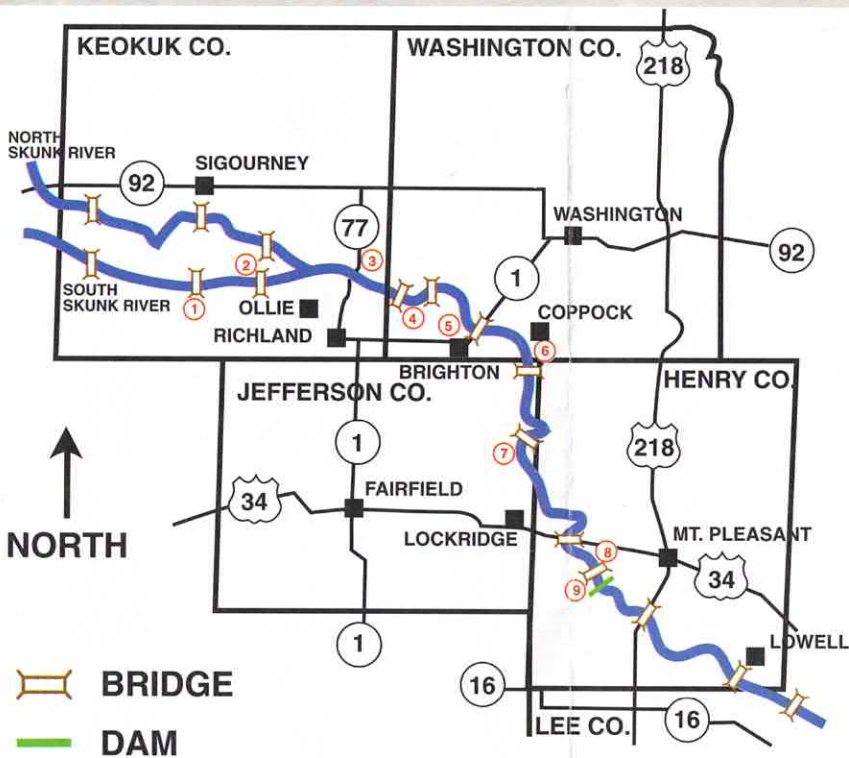 KEOKUK CO.
WASHINGTON CO.
218
NORTH
SKUNK RIVER
SIGOURNEY
92
77
WASHINGTON
92
1
SOUTH
SKUNK RIVER
1
2
3
4
5
6
OLLIE
RICHLAND
BRIGHTON
COPPOCK
JEFFERSON CO.
HENRY CO.
1
7
218
34
FAIRFIELD
LOCKRIDGE
MT. PLEASANT
8
9
34
NORTH
1
LOWELL
16
LEE CO.
16
BRIDGE
DAM